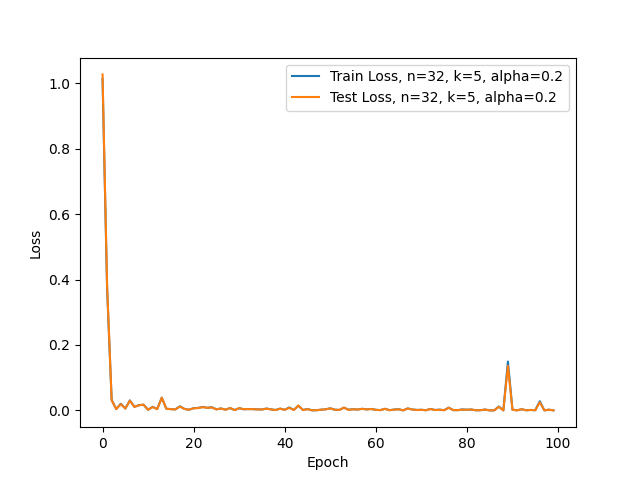 Train Loss, n=32, k=5, alpha=0.2
Test Loss, n=32, k=5, alpha=0.2
1.0
0.8
0.6
0.4
0.2
0.0
Loss
0 20 40 60 80 100
Epoch